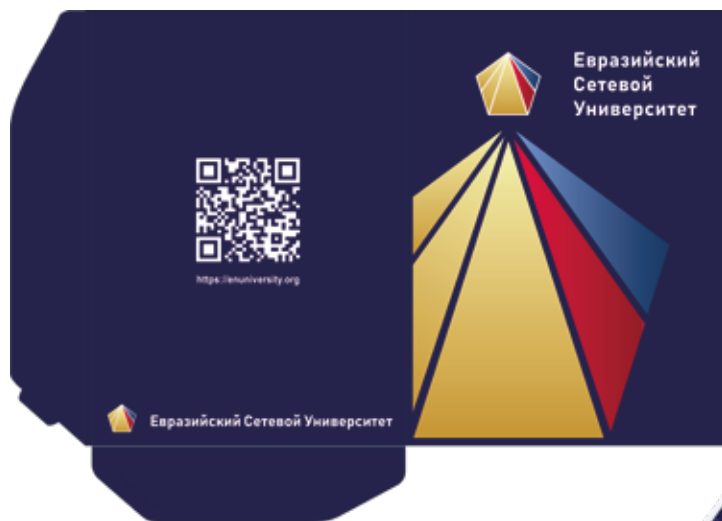 Евразийский
Сетевой
Университет
https://enuniversity.org
Евразийский Сетевой Университет